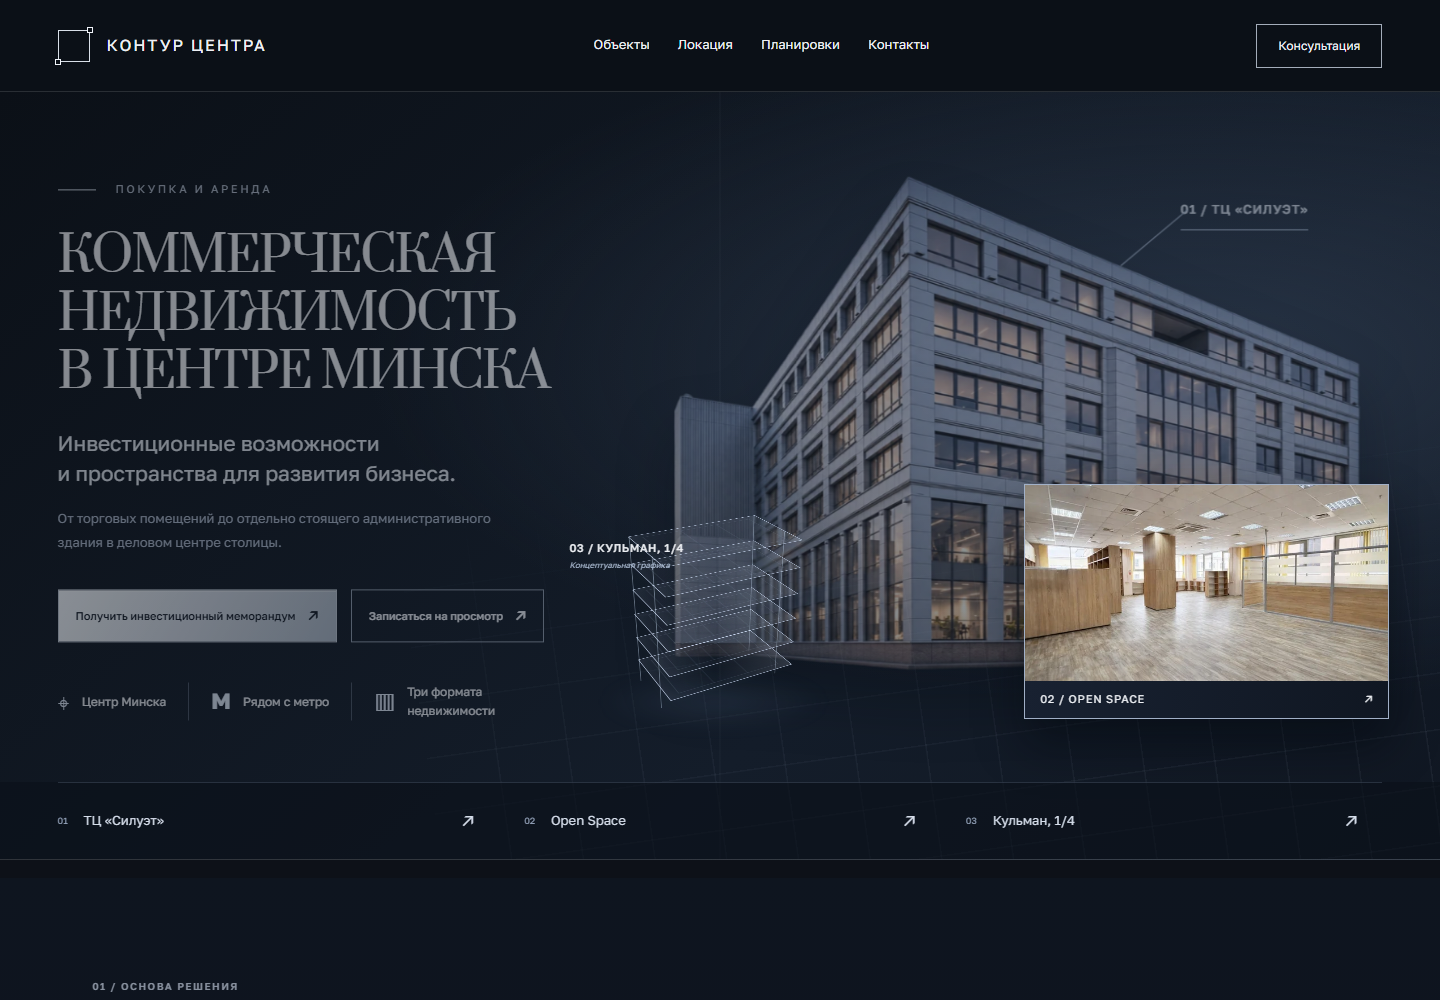 КОНТУР ЦЕНТРА
Объекты
Локация
Планировки
Контакты
Консультация
ПОКУПКА И АРЕНДА
КОММЕРЧЕСКАЯ
НЕДВИЖИМОСТЬ
В ЦЕНТРЕ МИНСКА
01 / ТЦ «СИЛУЭТ»
Инвестиционные возможности
и пространства для развития бизнеса.
От торговых помещений до отдельно стоящего административного
здания в деловом центре столицы.
03 / КУЛЬМАН, 1/4
Концептуальная графика
Получить инвестиционный меморандум
Записаться на просмотр
Центр Минска
Рядом с метро
Три формата
недвижимости
02 / OPEN SPACE
01 ТЦ «Силуэт»
02 Open Space
03 Кульман, 1/4
01 / ОСНОВА РЕШЕНИЯ